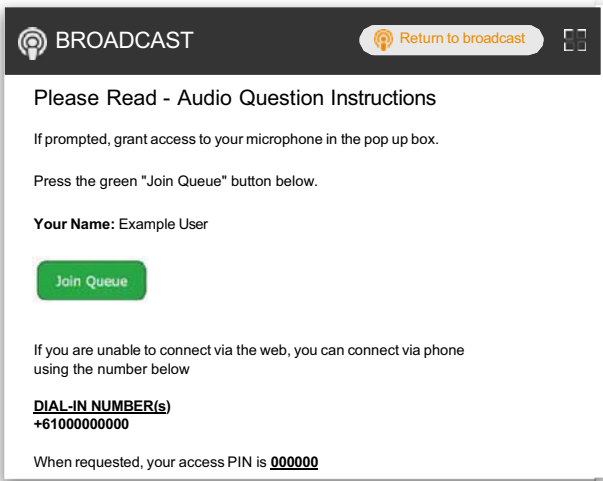 BROADCAST
Return to broadcast
Please Read - Audio Question Instructions
If prompted, grant access to your microphone in the pop up box.
Press the green "Join Queue" button below.
Your Name: Example User
Join Queue
If you are unable to connect via the web, you can connect via phone
using the number below
DIAL-IN NUMBER(s)
+61000000000
When requested, your access PIN is 000000